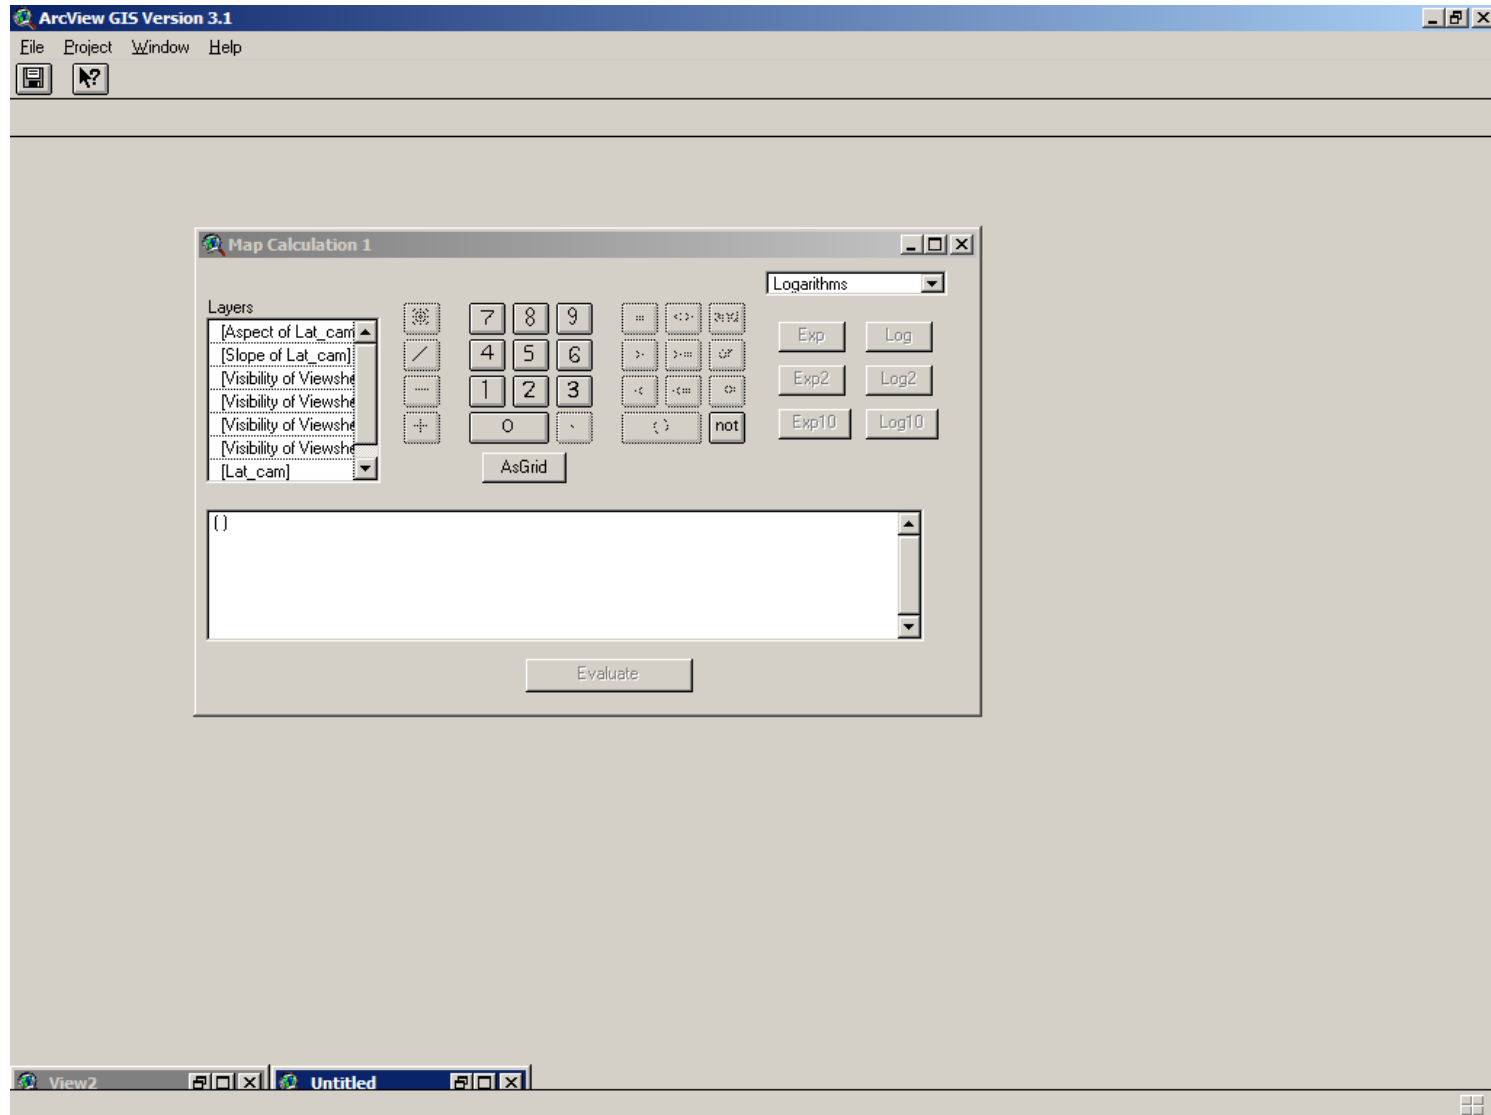 ArcView GIS Version 3.1
File Project Window Help
Map Calculation 1
Logarithms
Layers
[Aspect of Lat_cam
[Slope of Lat_cam]
[Visibility of Viewshe
[Visibility of Viewshe
[Visibility of Viewshe
[Visibility of Viewshe
[Lat_cam]
* 7 8 9 = <> and
/ 4 5 6 > >= or
- 1 2 3 < <=
+ 0 . ( ) not
AsGrid
Exp Log
Exp2 Log2
Exp10 Log10
( )
Evaluate
View2 Untitled